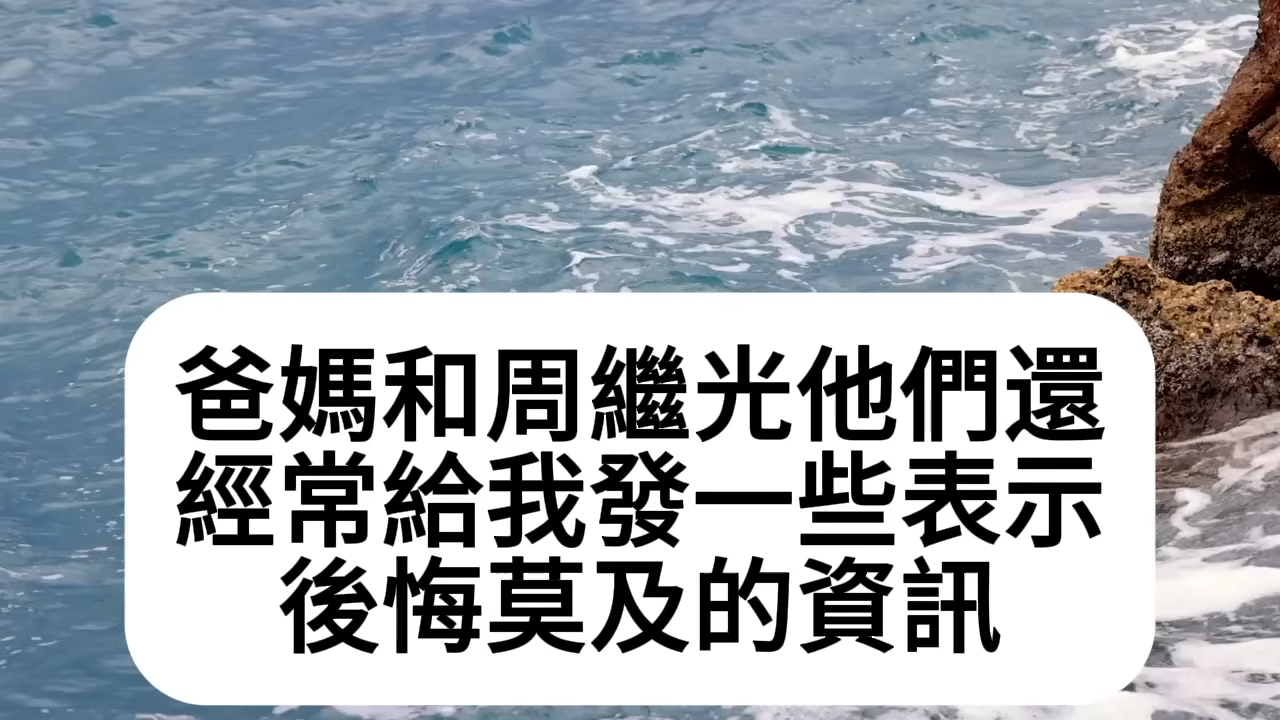 爸媽和周繼光他們還
經常給我發一些表示
後悔莫及的資訊